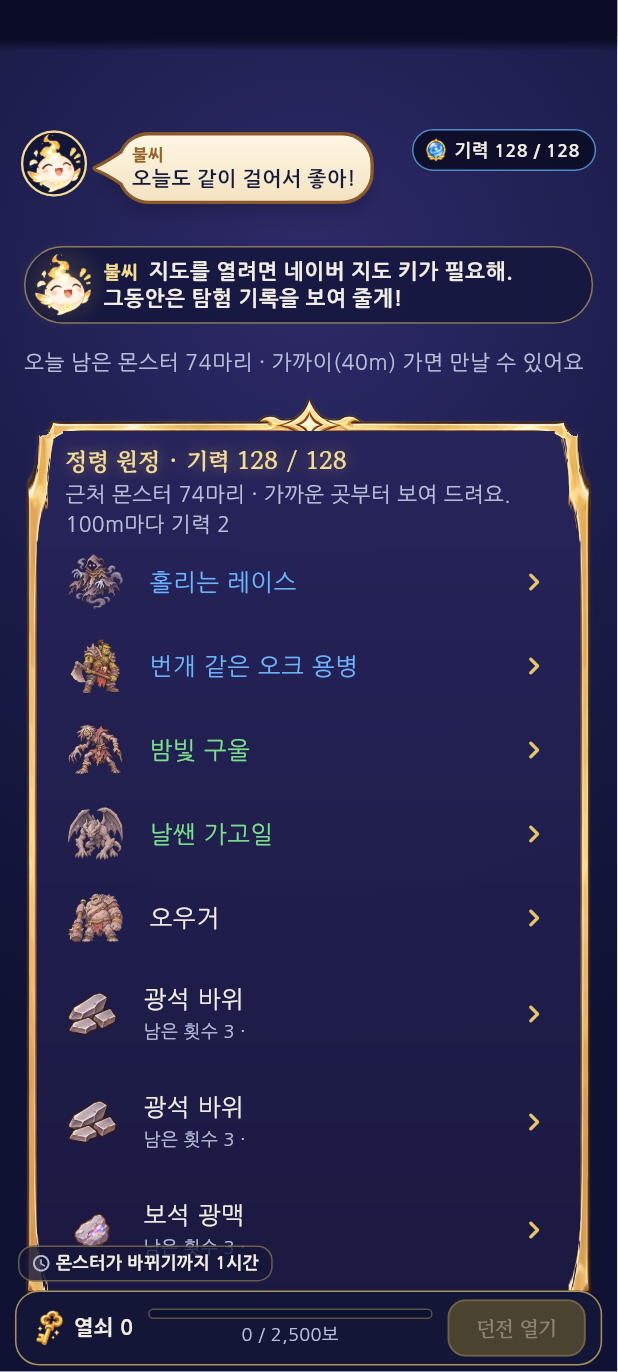 불씨
오늘도 같이 걸어서 좋아!
기력 128 / 128
불씨 지도를 열려면 네이버 지도 키가 필요해.
그동안은 탐험 기록을 보여 줄게!
오늘 남은 몬스터 74마리 · 가까이(40m) 가면 만날 수 있어요
정령 원정 · 기력 128 / 128
근처 몬스터 74마리 · 가까운 곳부터 보여 드려요.
100m마다 기력 2
홀리는 레이스
번개 같은 오크 용병
밤빛 구울
날쌘 가고일
오우거
광석 바위
남은 횟수 3 ·
광석 바위
남은 횟수 3 ·
보석 광맥
남은 횟수 3 ·
몬스터가 바뀌기까지 1시간
열쇠 0
0 / 2,500보
던전 열기